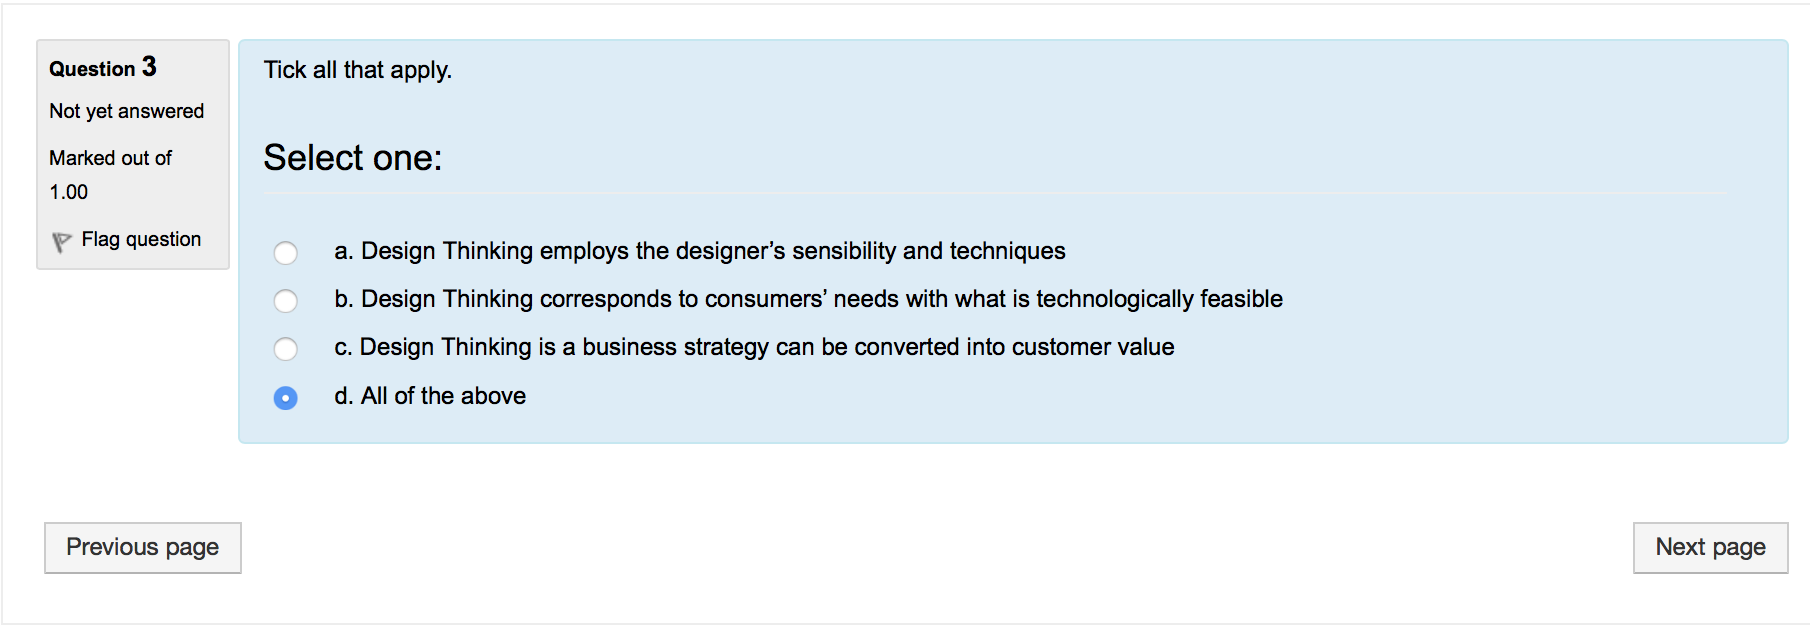 Question 3
Not yet answered
Marked out of
1.00
Flag question
Tick all that apply.
Select one:
a. Design Thinking employs the designer’s sensibility and techniques
b. Design Thinking corresponds to consumers’ needs with what is technologically feasible
c. Design Thinking is a business strategy can be converted into customer value
d. All of the above
Previous page
Next page